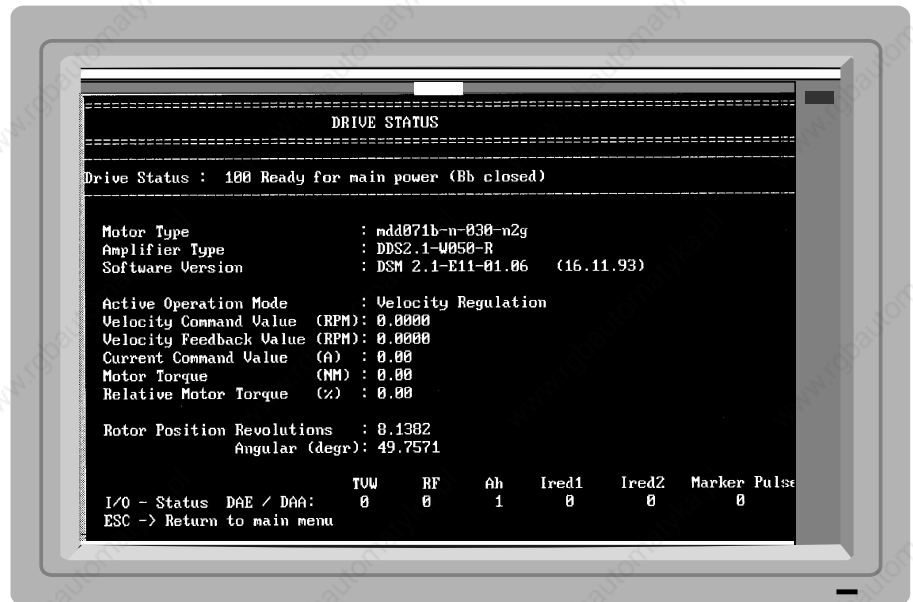 DRIVE STATUS
Drive Status : 100 Ready for main power (Bb closed)
Motor Type : mdd071b-n-030-n2g
Amplifier Type : DDS2.1-W050-R
Software Version : DSM 2.1-E11-01.06 (16.11.93)
Active Operation Mode : Velocity Regulation
Velocity Command Value (RPM): 0.0000
Velocity Feedback Value (RPM): 0.0000
Current Command Value (A) : 0.00
Motor Torque (NM) : 0.00
Relative Motor Torque (%) : 0.00
Rotor Position Revolutions : 8.1382
Angular (degr): 49.7571
TVW RF Ah Ired1 Ired2 Marker Pulse
I/O - Status DAE / DAA: 0 0 1 0 0 0
ESC -> Return to main menu